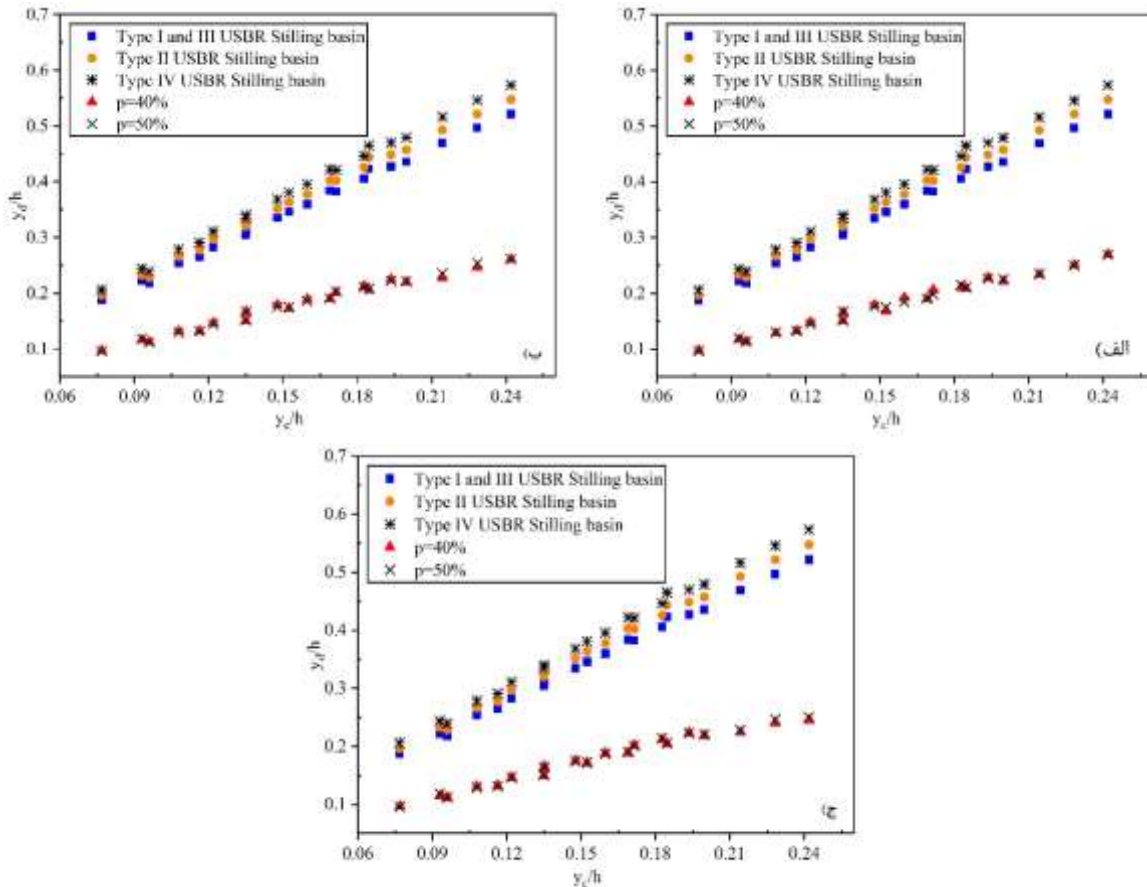 0.7
0.6
0.5
0.4
0.3
0.2
0.1
y_d/h
Type I and III USBR Stilling basin
Type II USBR Stilling basin
Type IV USBR Stilling basin
p=40%
p=50%
ب)
0.06 0.09 0.12 0.15 0.18 0.21 0.24
y_c/h
0.7
0.6
0.5
0.4
0.3
0.2
0.1
y_d/h
Type I and III USBR Stilling basin
Type II USBR Stilling basin
Type IV USBR Stilling basin
p=40%
p=50%
الف)
0.06 0.09 0.12 0.15 0.18 0.21 0.24
y_c/h
0.7
0.6
0.5
0.4
0.3
0.2
0.1
y_d/h
Type I and III USBR Stilling basin
Type II USBR Stilling basin
Type IV USBR Stilling basin
p=40%
p=50%
ج)
0.06 0.09 0.12 0.15 0.18 0.21 0.24
y_c/h